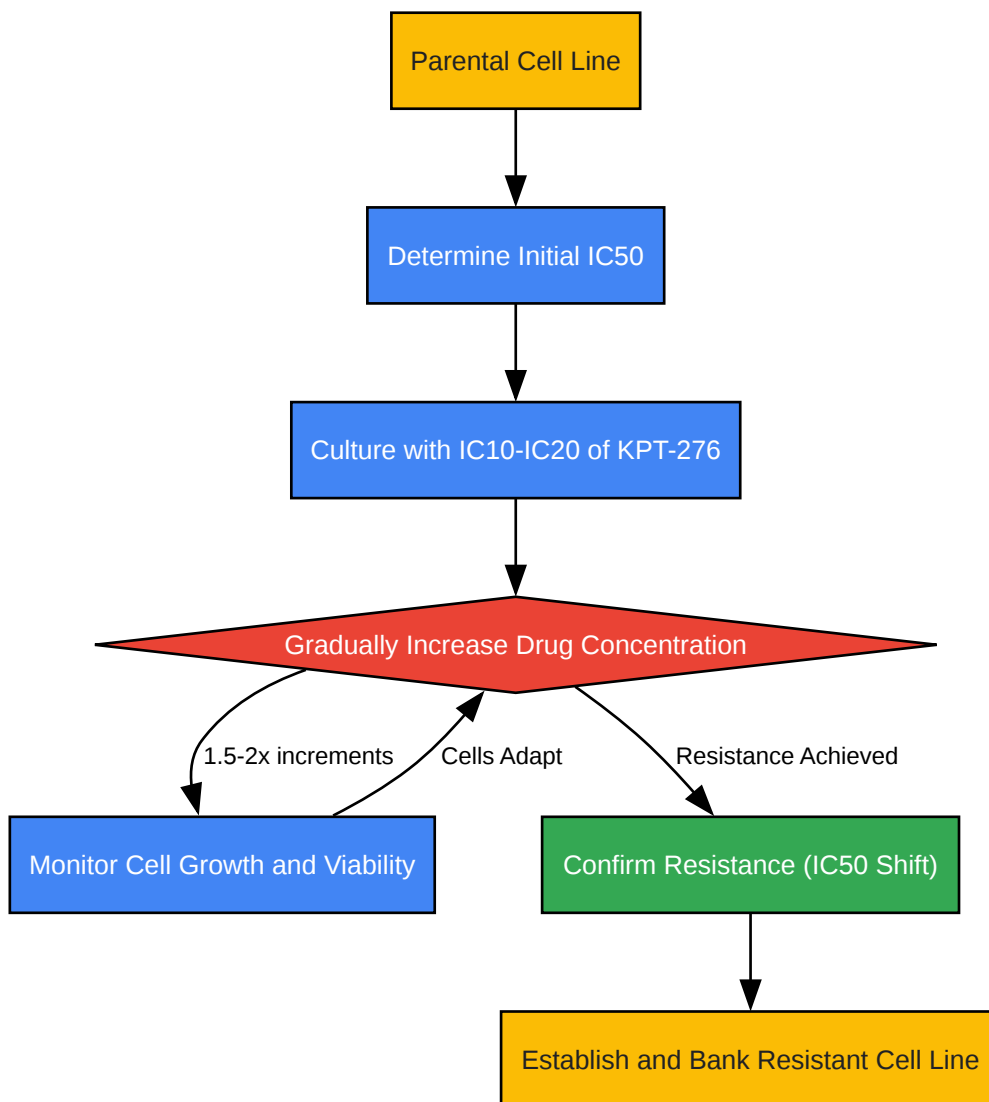 Parental Cell Line
Determine Initial IC50
Culture with IC10-IC20 of KPT-276
Gradually Increase Drug Concentration
1.5-2x increments
Cells Adapt
Resistance Achieved
Monitor Cell Growth and Viability
Confirm Resistance (IC50 Shift)
Establish and Bank Resistant Cell Line